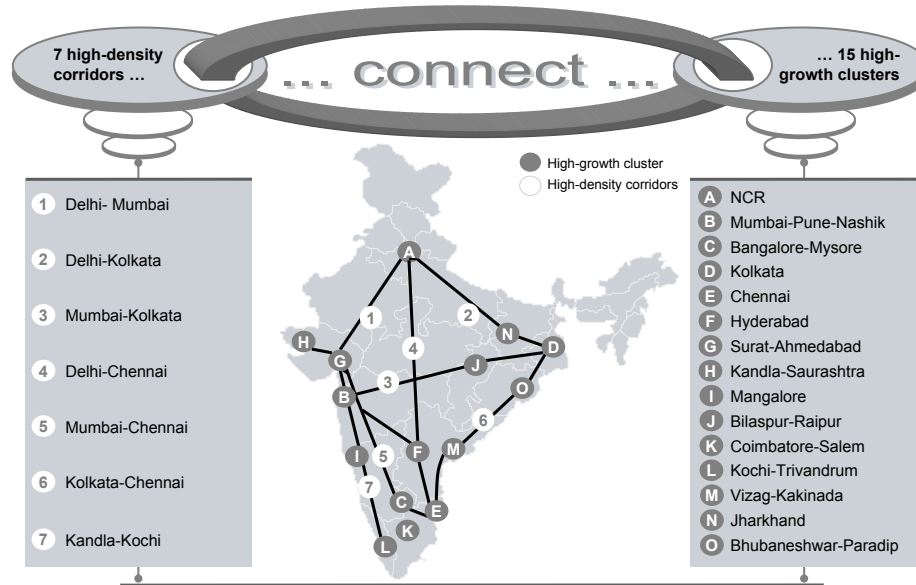 7 high-density
corridors …
… connect …
… 15 high-
growth clusters
High-growth cluster
High-density corridors
1 Delhi- Mumbai
2 Delhi-Kolkata
3 Mumbai-Kolkata
4 Delhi-Chennai
5 Mumbai-Chennai
6 Kolkata-Chennai
7 Kandla-Kochi
A
1
2
N
H
G
4
D
J
B
3
O
6
I
5
F
M
7
C
E
K
L
A NCR
B Mumbai-Pune-Nashik
C Bangalore-Mysore
D Kolkata
E Chennai
F Hyderabad
G Surat-Ahmedabad
H Kandla-Saurashtra
I Mangalore
J Bilaspur-Raipur
K Coimbatore-Salem
L Kochi-Trivandrum
M Vizag-Kakinada
N Jharkhand
O Bhubaneshwar-Paradip